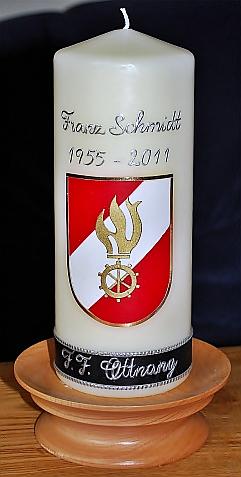 Franz Schmidt
1955 - 2011
F. F. Ottnang